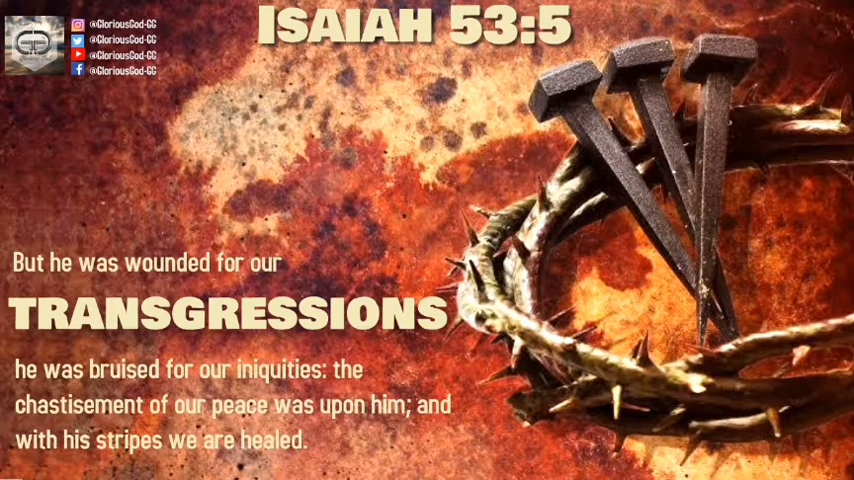 ISAIAH 53:5
@GloriousGod-GG
@GloriousGod-GG
@GloriousGod-GG
@GloriousGod-GG
But he was wounded for our
TRANSGRESSIONS
he was bruised for our iniquities: the
chastisement of our peace was upon him; and
with his stripes we are healed.